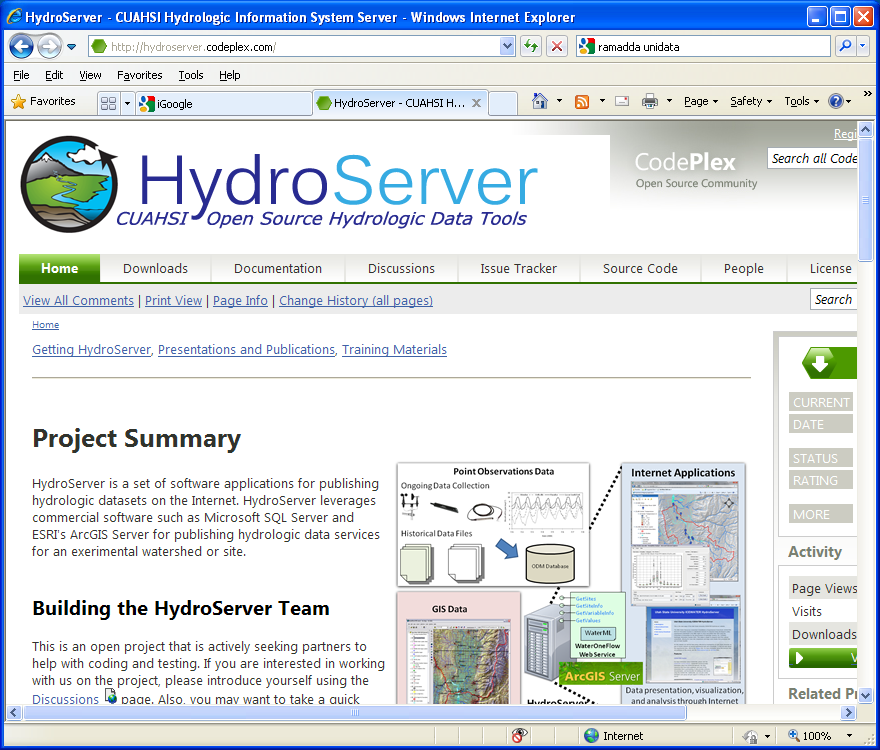 HydroServer - CUAHSI Hydrologic Information System Server - Windows Internet Explorer
http://hydroserver.codeplex.com/
ramadda unidata
File Edit View Favorites Tools Help
Favorites
iGoogle
HydroServer - CUAHSI H...
Page Safety Tools
HydroServer
CUAHSI Open Source Hydrologic Data Tools
Regi
CodePlex
Open Source Community
Search all Code
Home Downloads Documentation Discussions Issue Tracker Source Code People License
View All Comments | Print View | Page Info | Change History (all pages)
Search
Home
Getting HydroServer, Presentations and Publications, Training Materials
Project Summary
HydroServer is a set of software applications for publishing
hydrologic datasets on the Internet. HydroServer leverages
commercial software such as Microsoft SQL Server and
ESRI's ArcGIS Server for publishing hydrologic data services
for an exerimental watershed or site.
Building the HydroServer Team
This is an open project that is actively seeking partners to
help with coding and testing. If you are interested in working
with us on the project, please introduce yourself using the
Discussions page. Also, you may want to take a quick
Point Observations Data
Ongoing Data Collection
Historical Data Files
ODM Database
GIS Data
GetSites
GetSiteInfo
GetVariableInfo
GetValues
WaterML
WaterOneFlow
Web Service
ArcGIS Server
HydroServer
Internet Applications
Data presentation, visualization,
and analysis through Internet
CURRENT
DATE
STATUS
RATING
MORE
Activity
Page Views
Visits
Downloads
V
Related Pr
Internet
100%